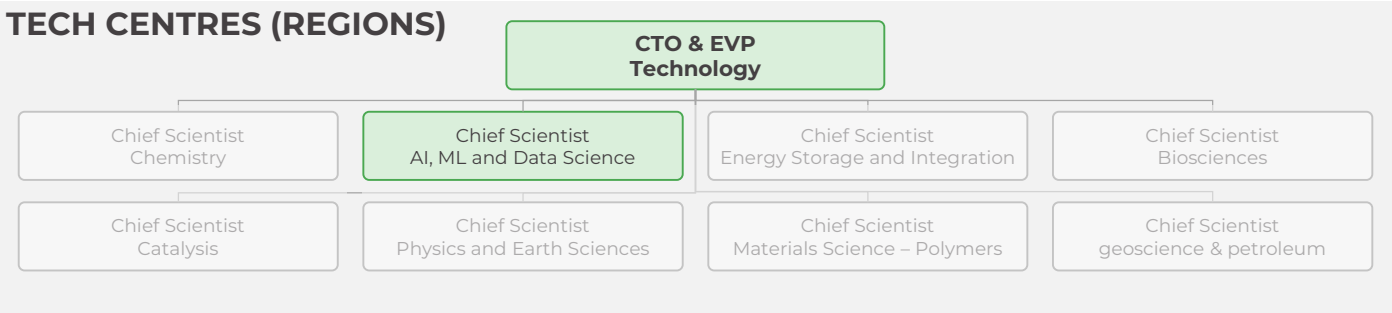 TECH CENTRES (REGIONS)
CTO & EVP
Technology
Chief Scientist
Chemistry
Chief Scientist
AI, ML and Data Science
Chief Scientist
Energy Storage and Integration
Chief Scientist
Biosciences
Chief Scientist
Catalysis
Chief Scientist
Physics and Earth Sciences
Chief Scientist
Materials Science – Polymers
Chief Scientist
geoscience & petroleum